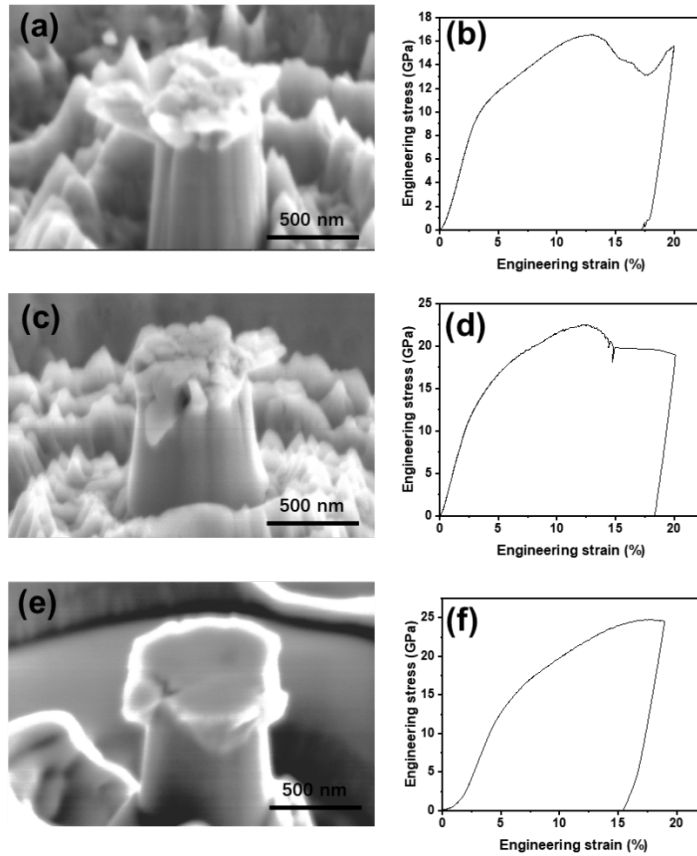 (a)
500 nm
(b)
Engineering stress (GPa)
18
16
14
12
10
8
6
4
2
0
0 5 10 15 20
Engineering strain (%)
(c)
500 nm
(d)
Engineering stress (GPa)
25
20
15
10
5
0
0 5 10 15 20
Engineering strain (%)
(e)
500 nm
(f)
Engineering stress (GPa)
25
20
15
10
5
0
0 5 10 15 20
Engineering strain (%)